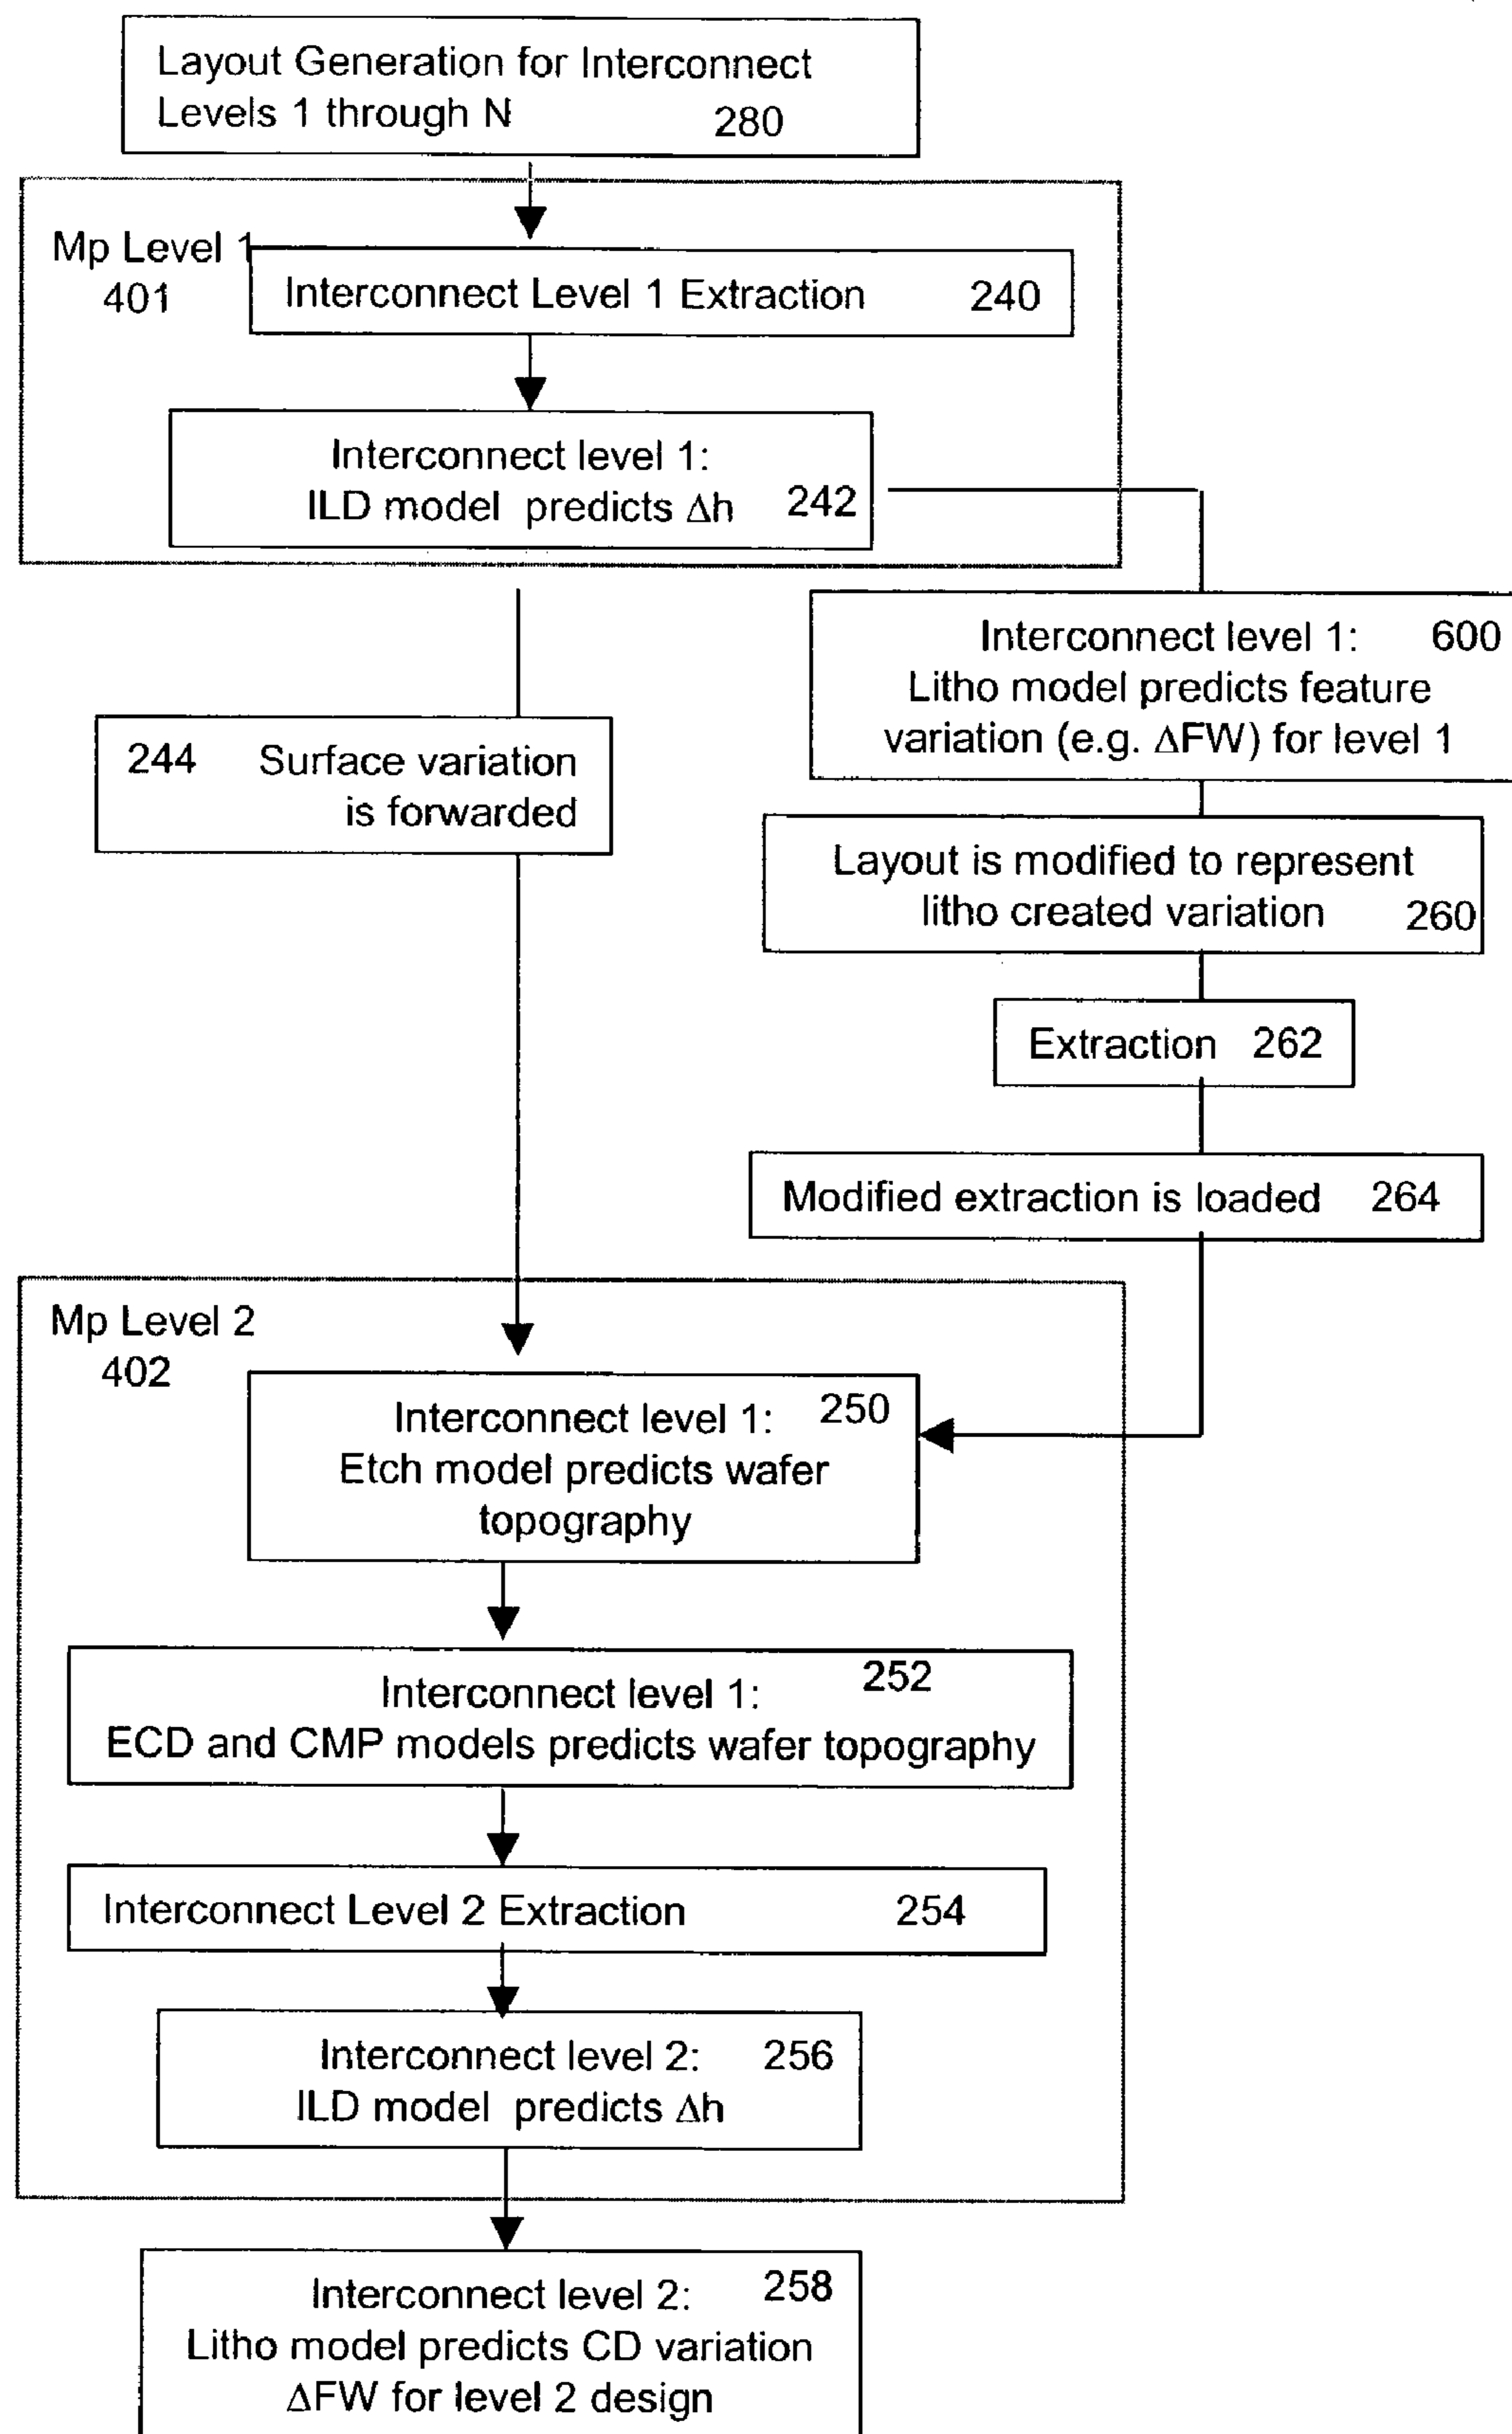 Layout Generation for Interconnect
Levels 1 through N 280
Mp Level 1
401
Interconnect Level 1 Extraction 240
Interconnect level 1:
ILD model predicts Δh 242
Interconnect level 1: 600
Litho model predicts feature
variation (e.g. ΔFW) for level 1
244 Surface variation
is forwarded
Layout is modified to represent
litho created variation 260
Extraction 262
Modified extraction is loaded 264
Mp Level 2
402
Interconnect level 1: 250
Etch model predicts wafer
topography
Interconnect level 1: 252
ECD and CMP models predicts wafer topography
Interconnect Level 2 Extraction 254
Interconnect level 2: 256
ILD model predicts Δh
Interconnect level 2: 258
Litho model predicts CD variation
ΔFW for level 2 design